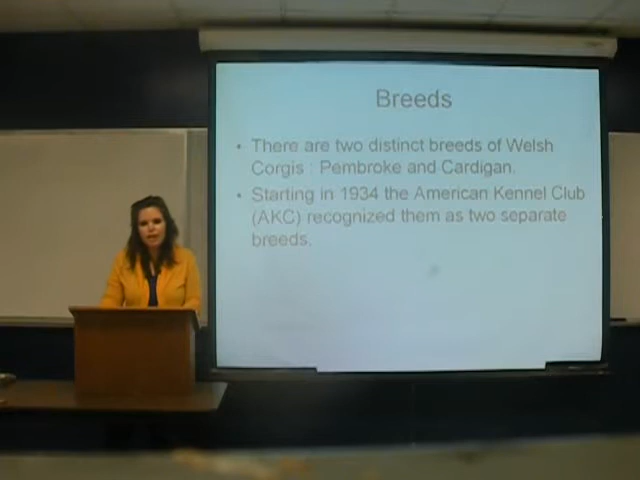 Breeds
• There are two distinct breeds of Welsh
Corgis : Pembroke and Cardigan.
• Starting in 1934 the American Kennel Club
(AKC) recognized them as two separate
breeds.